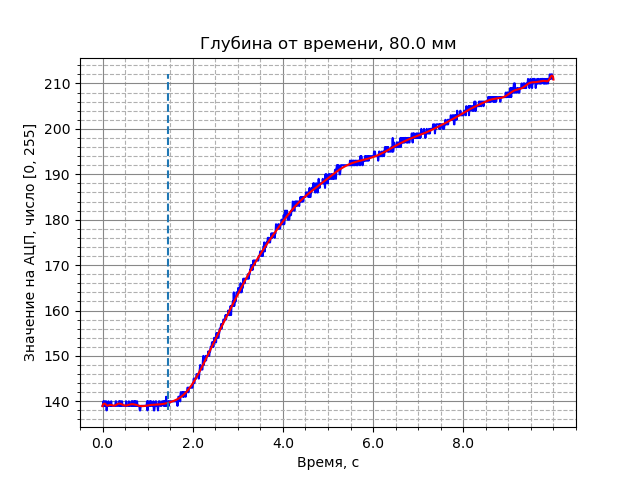 Глубина от времени, 80.0 мм
Значение на АЦП, число [0, 255]
210
200
190
180
170
160
150
140
0.0 2.0 4.0 6.0 8.0
Время, с